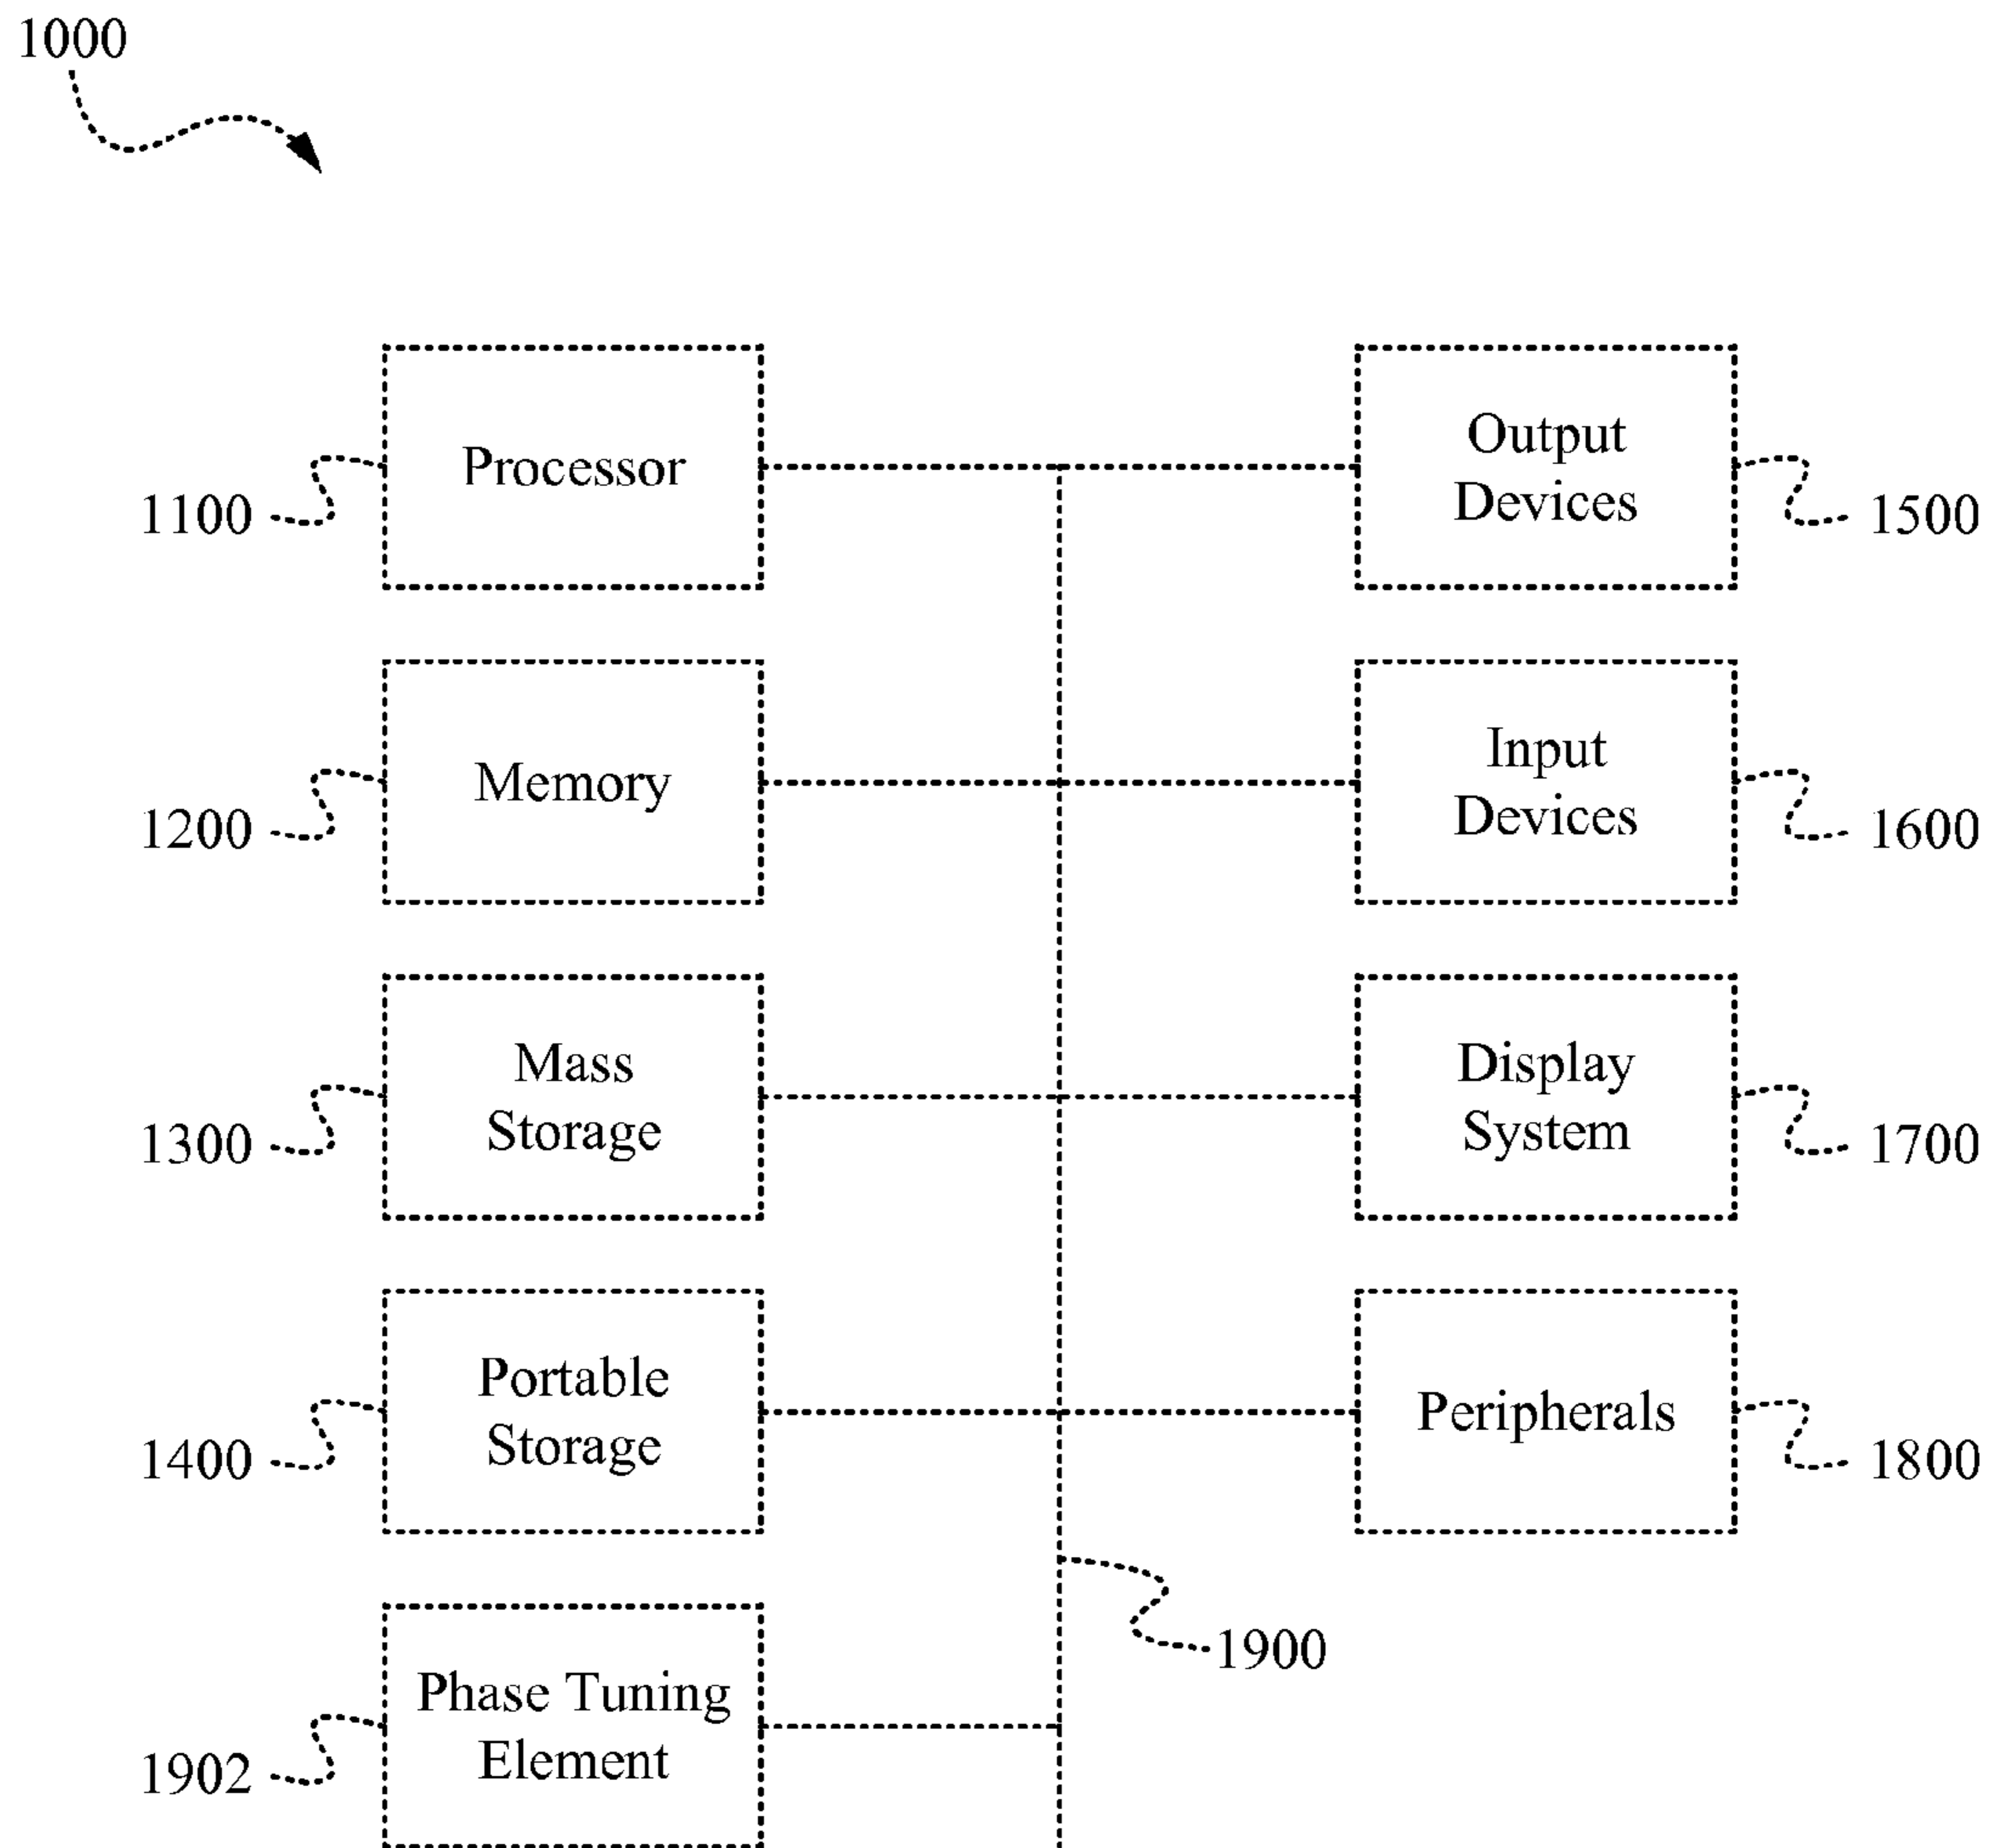 1000
Processor
1100
Output
Devices
1500
Memory
1200
Input
Devices
1600
Mass
Storage
1300
Display
System
1700
Portable
Storage
1400
Peripherals
1800
1900
Phase Tuning
Element
1902